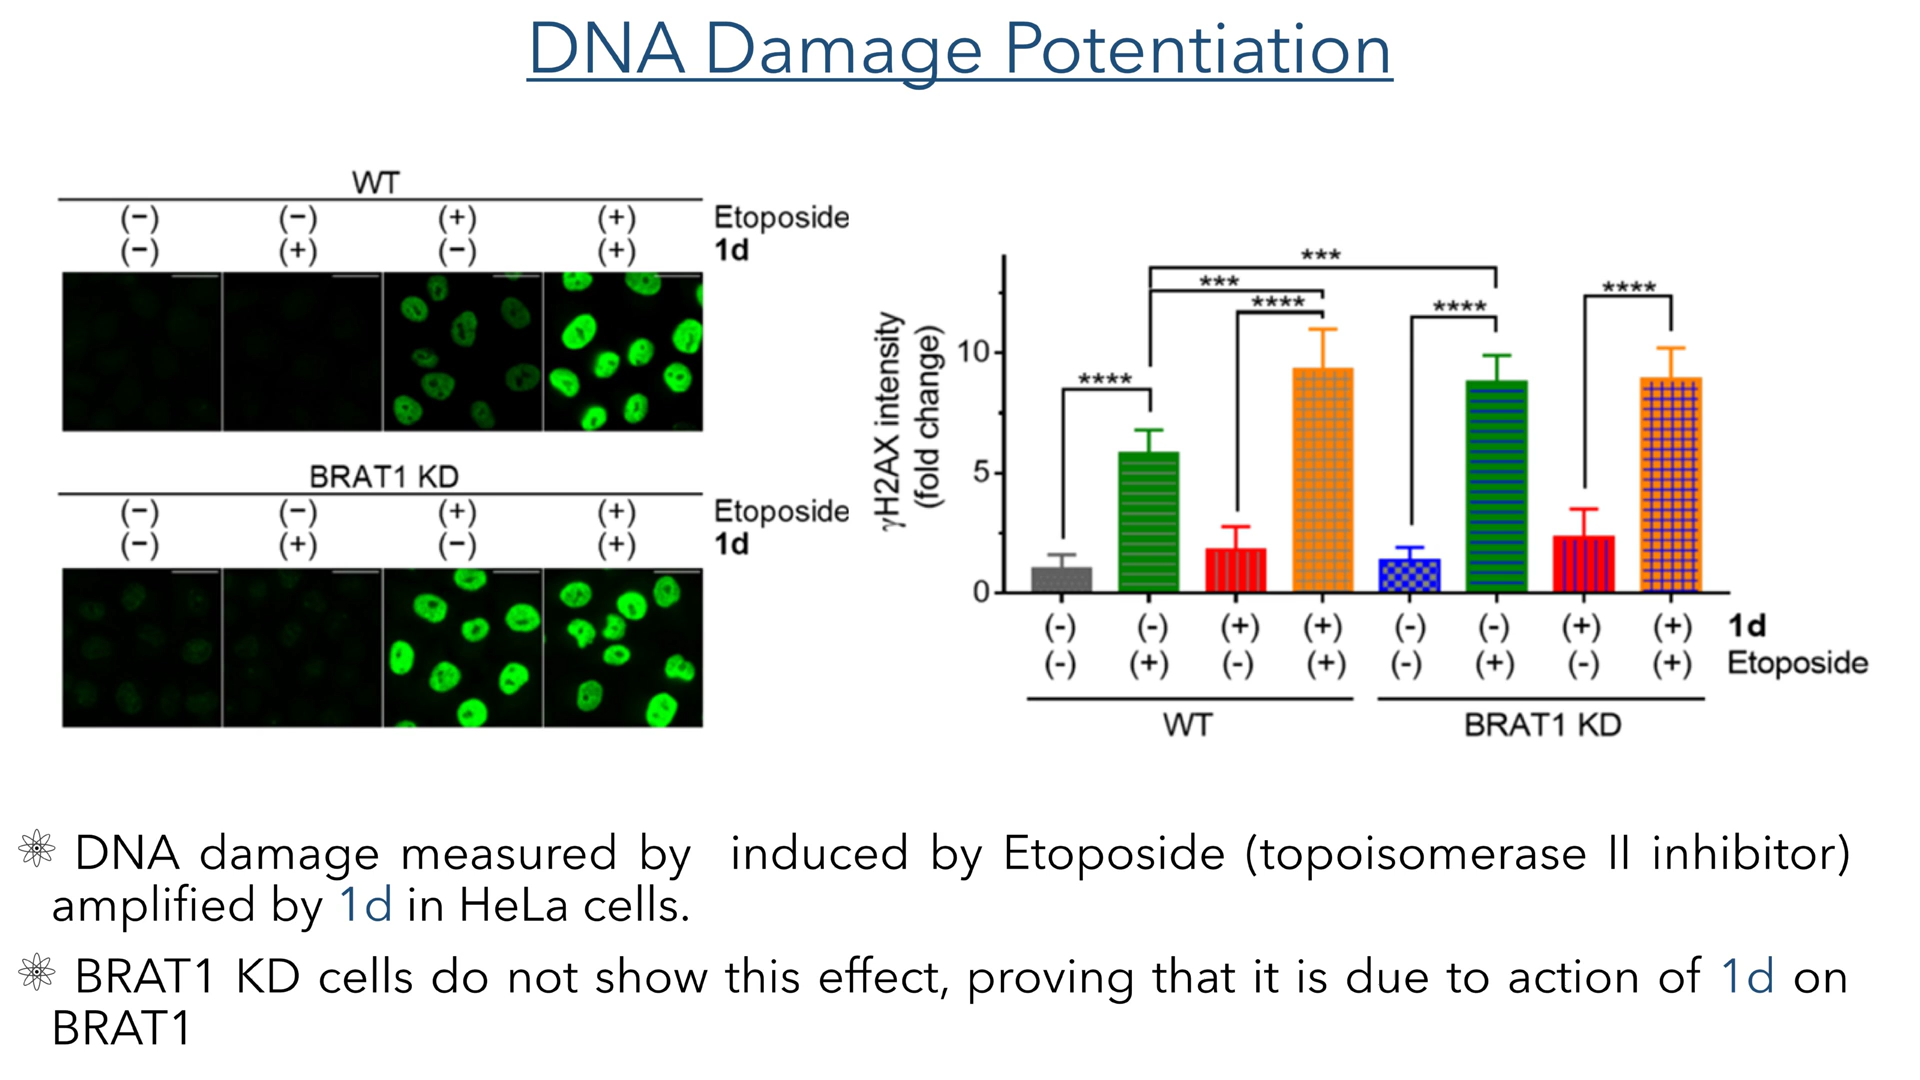 DNA Damage Potentiation
WT
(−) (−) (+) (+) Etoposide
(−) (+) (−) (+) 1d
BRAT1 KD
(−) (−) (+) (+) Etoposide
(−) (+) (−) (+) 1d
γH2AX intensity
(fold change)
10
5
0
**** *** **** *** **** ****
(-) (-) (+) (+) (-) (-) (+) (+) 1d
(-) (+) (-) (+) (-) (+) (-) (+) Etoposide
WT BRAT1 KD
DNA damage measured by induced by Etoposide (topoisomerase II inhibitor)
amplified by 1d in HeLa cells.
BRAT1 KD cells do not show this effect, proving that it is due to action of 1d on
BRAT1